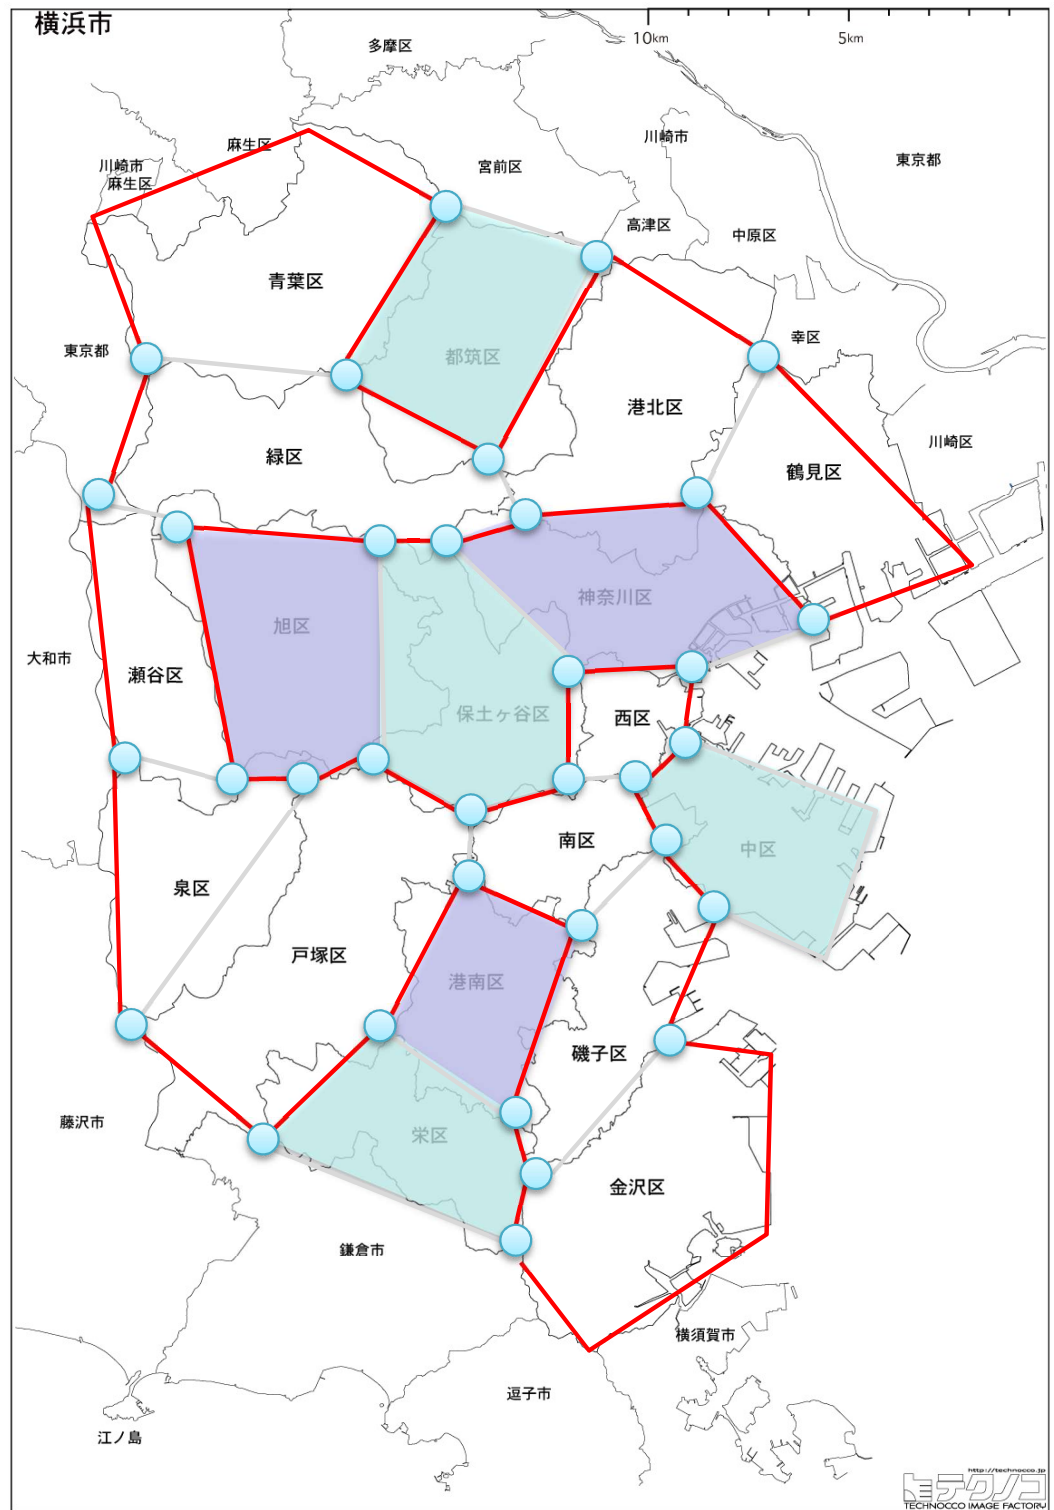 横浜市
10km
5km
多摩区
麻生区
川崎市
麻生区
宮前区
川崎市
東京都
高津区
中原区
青葉区
幸区
東京都
都筑区
港北区
川崎区
緑区
鶴見区
神奈川区
旭区
大和市
瀬谷区
保土ヶ谷区
西区
南区
中区
泉区
戸塚区
港南区
磯子区
藤沢市
栄区
金沢区
鎌倉市
横須賀市
逗子市
江ノ島
http://technocco.jp
テクノコ
TECHNOCCO IMAGE FACTORY